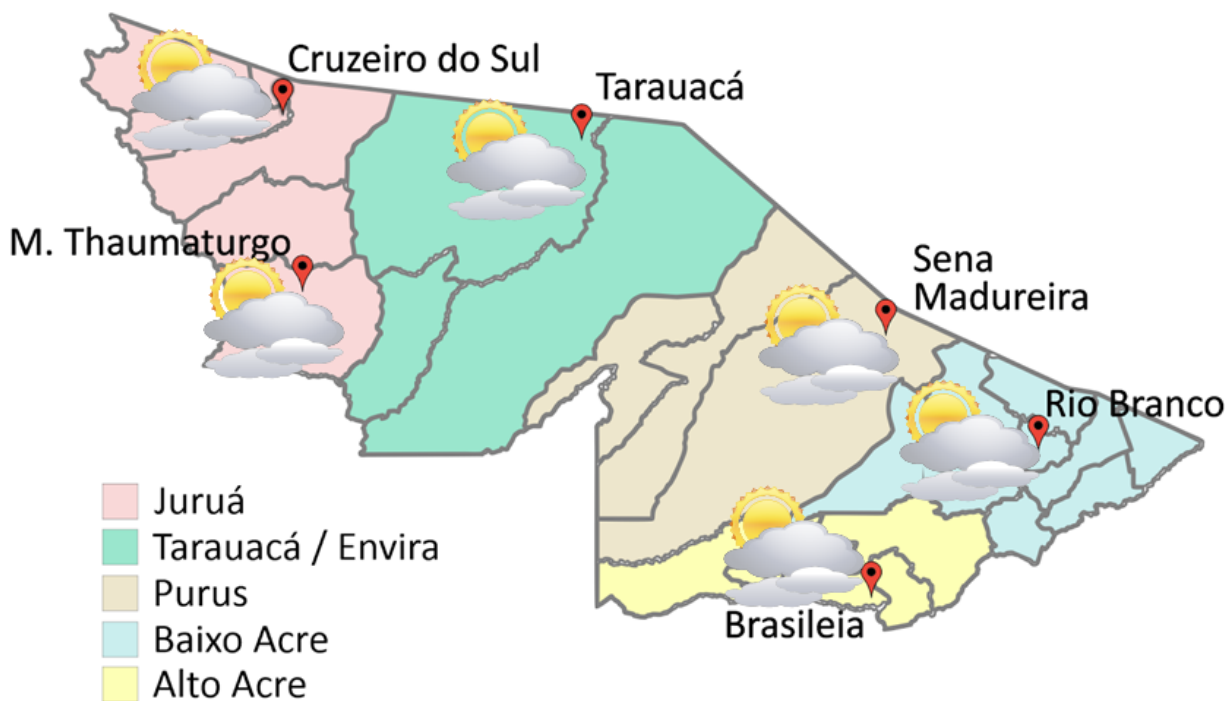 Cruzeiro do Sul
Tarauacá
M. Thaumaturgo
Sena
Madureira
Rio Branco
Brasileia
Juruá
Tarauacá / Envira
Purus
Baixo Acre
Alto Acre